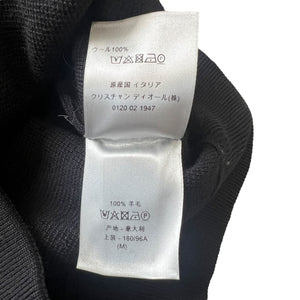 ウール100%
原産国 イタリア
クリスチャン ディオール(株)
0120 02 1947
100% 羊毛
产地 - 意大利
上装 - 180/96A
(M)